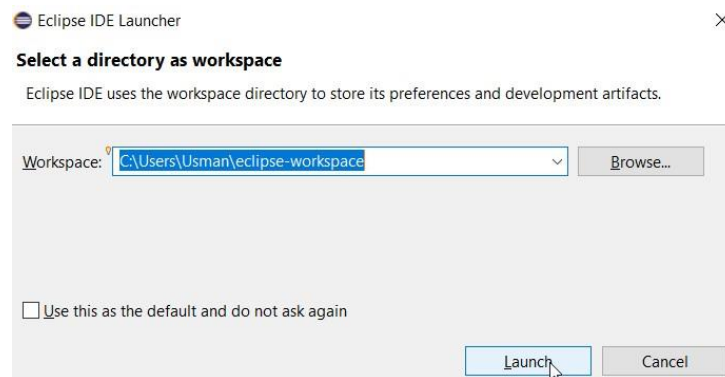 Eclipse IDE Launcher
Select a directory as workspace
Eclipse IDE uses the workspace directory to store its preferences and development artifacts.
Workspace: C:\Users\Usman\eclipse-workspace Browse...
Use this as the default and do not ask again
Launch Cancel